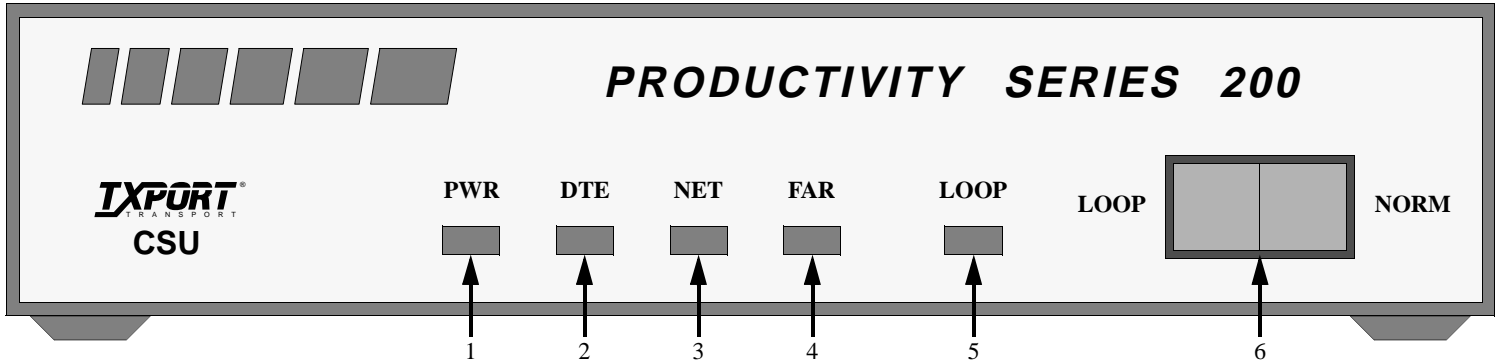 PRODUCTIVITY SERIES 200
TXPORT®
TRANSPORT
CSU
PWR DTE NET FAR LOOP
LOOP NORM
1 2 3 4 5 6